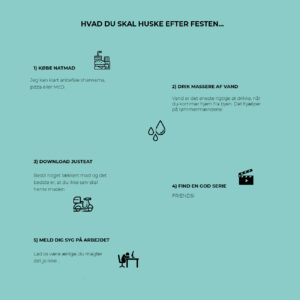 HVAD DU SKAL HUSKE EFTER FESTEN...
1) KØBE NATMAD
Jeg kan klart anbefale shawarma,
pizza eller McD.
2) DRIK MASSERE AF VAND
Vand er det eneste rigtige at drikke, når
du kommer hjem fra byen. Det hjælper
på tømmermændene.
3) DOWNLOAD JUSTEAT
Bestil noget lækkert mad og det
bedste er, at du ikke selv skal
hente maden.
4) FIND EN GOD SERIE
FRIENDS!
5) MELD DIG SYG PÅ ARBEJDET
Lad os være ærlige, du magter
det jo ikke.